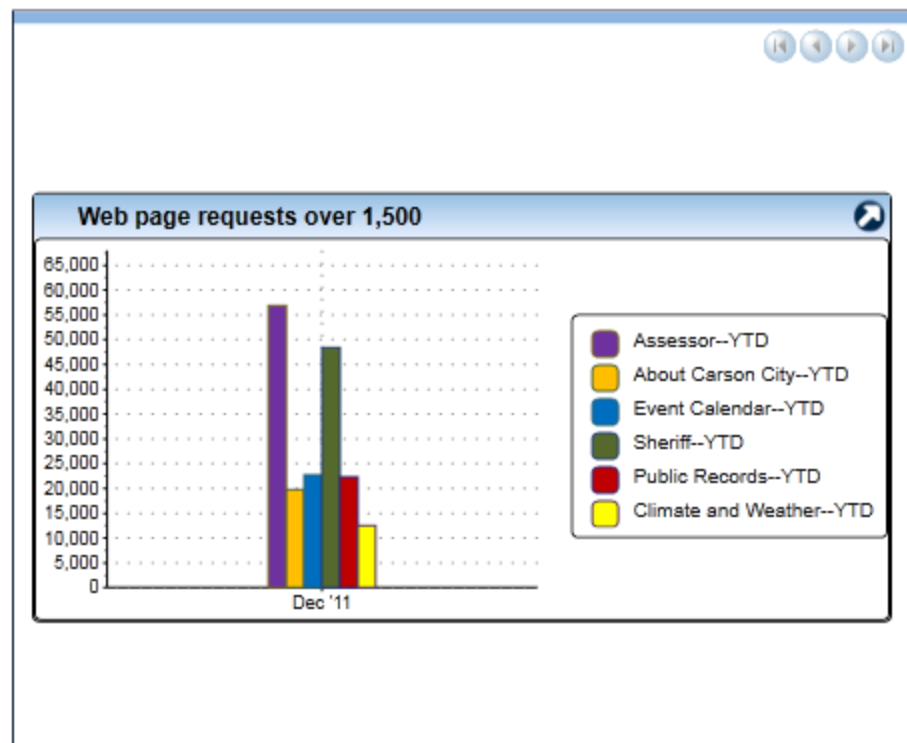 Web page requests over 1,500
65,000
60,000
55,000
50,000
45,000
40,000
35,000
30,000
25,000
20,000
15,000
10,000
5,000
0
Dec '11
Assessor--YTD
About Carson City--YTD
Event Calendar--YTD
Sheriff--YTD
Public Records--YTD
Climate and Weather--YTD